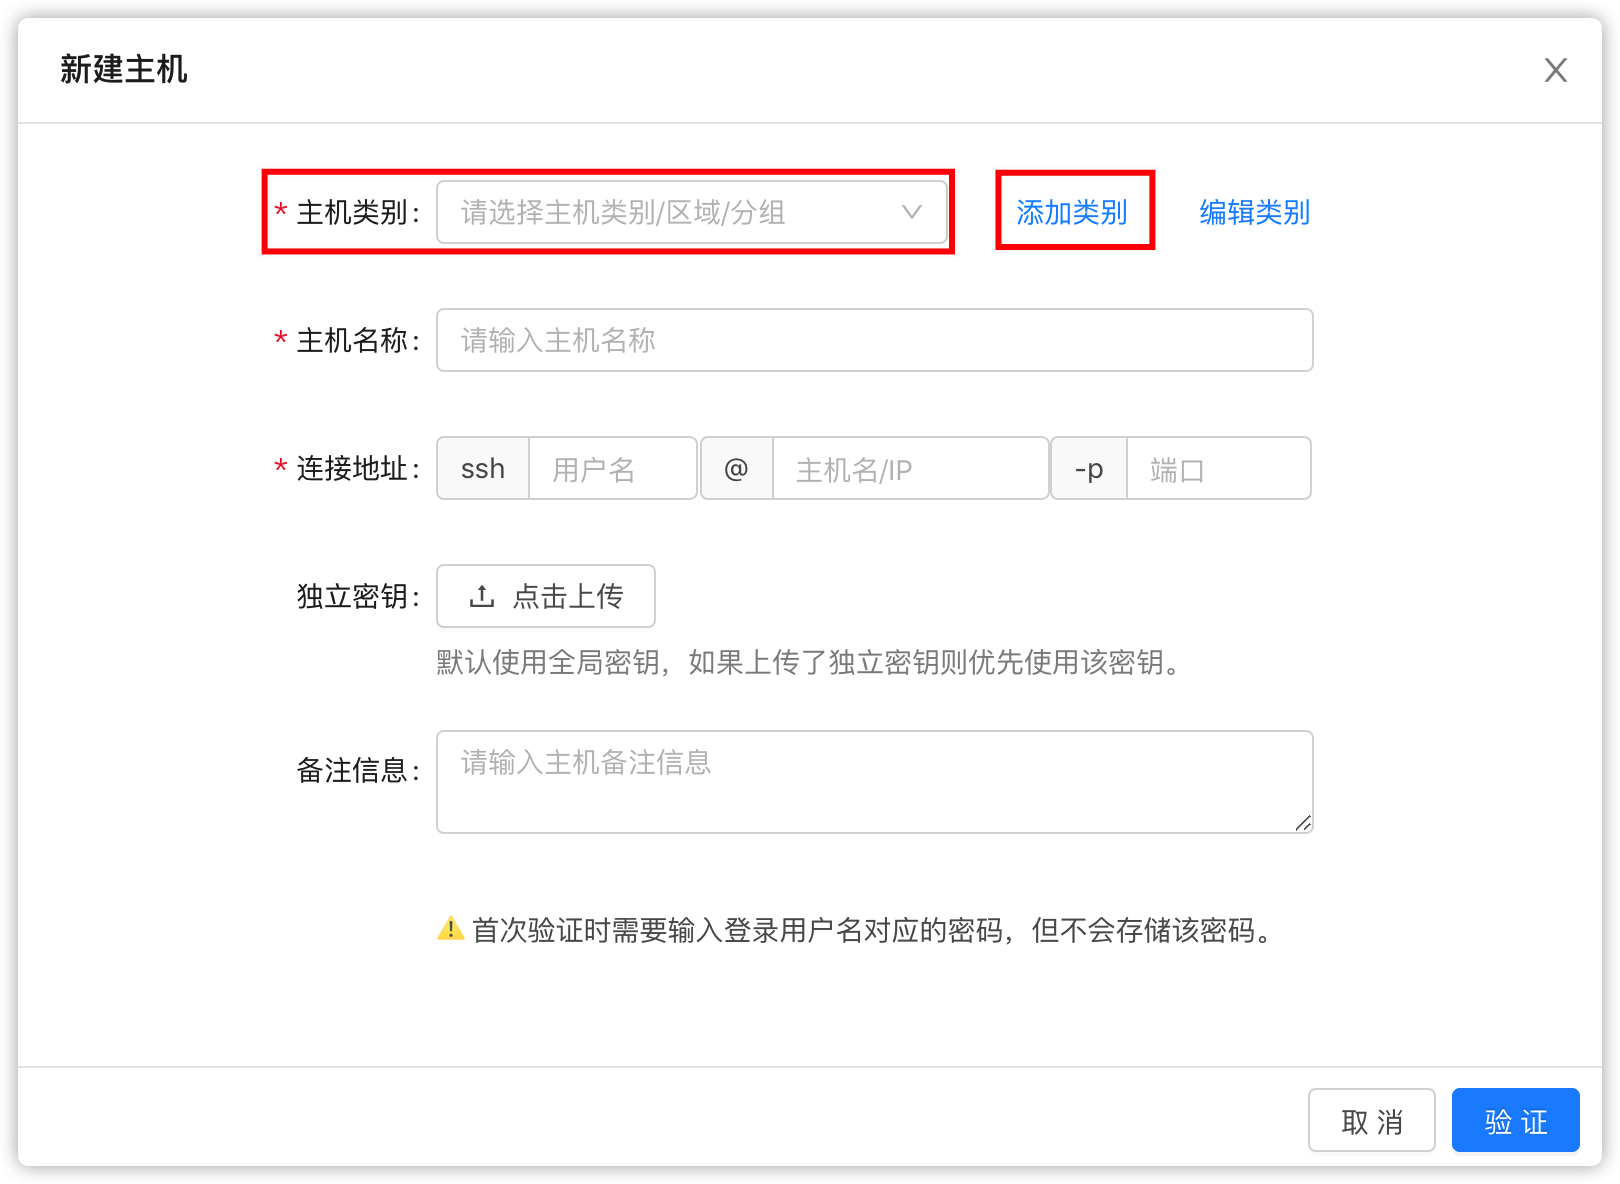 新建主机
* 主机类别: 请选择主机类别/区域/分组 添加类别 编辑类别
* 主机名称: 请输入主机名称
* 连接地址: ssh 用户名 @ 主机名/IP -p 端口
独立密钥: 点击上传
默认使用全局密钥，如果上传了独立密钥则优先使用该密钥。
备注信息: 请输入主机备注信息
首次验证时需要输入登录用户名对应的密码，但不会存储该密码。
取 消 验 证